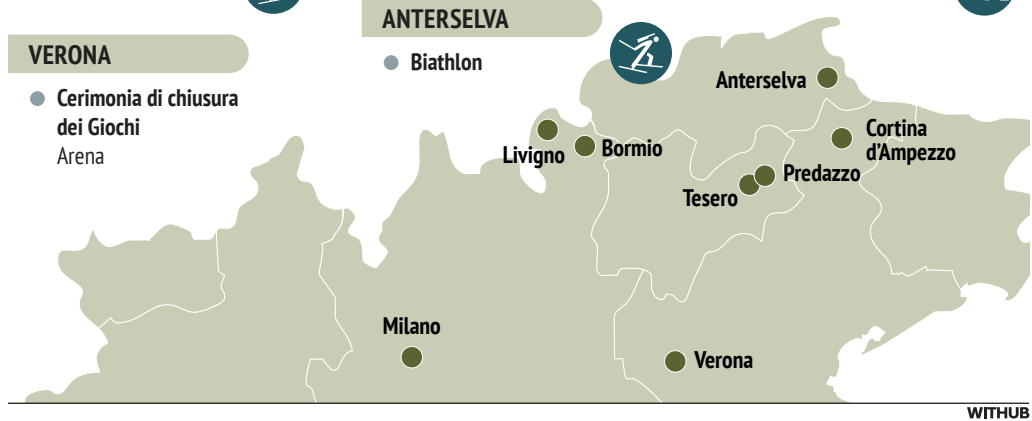 ANTERSELVA
Biathlon
VERONA
Cerimonia di chiusura
dei Giochi
Arena
Anterselva
Cortina
d'Ampezzo
Livigno
Bormio
Predazzo
Tesero
Milano
Verona
WITHUB